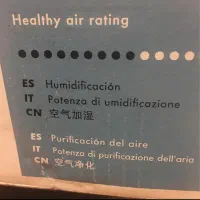 Healthy air rating
ES Humidificación
IT Potenza di umidificazione
CN 空气加湿
ES Purificación del aire
IT Potenza di purificazione dell'aria
CN 空气净化